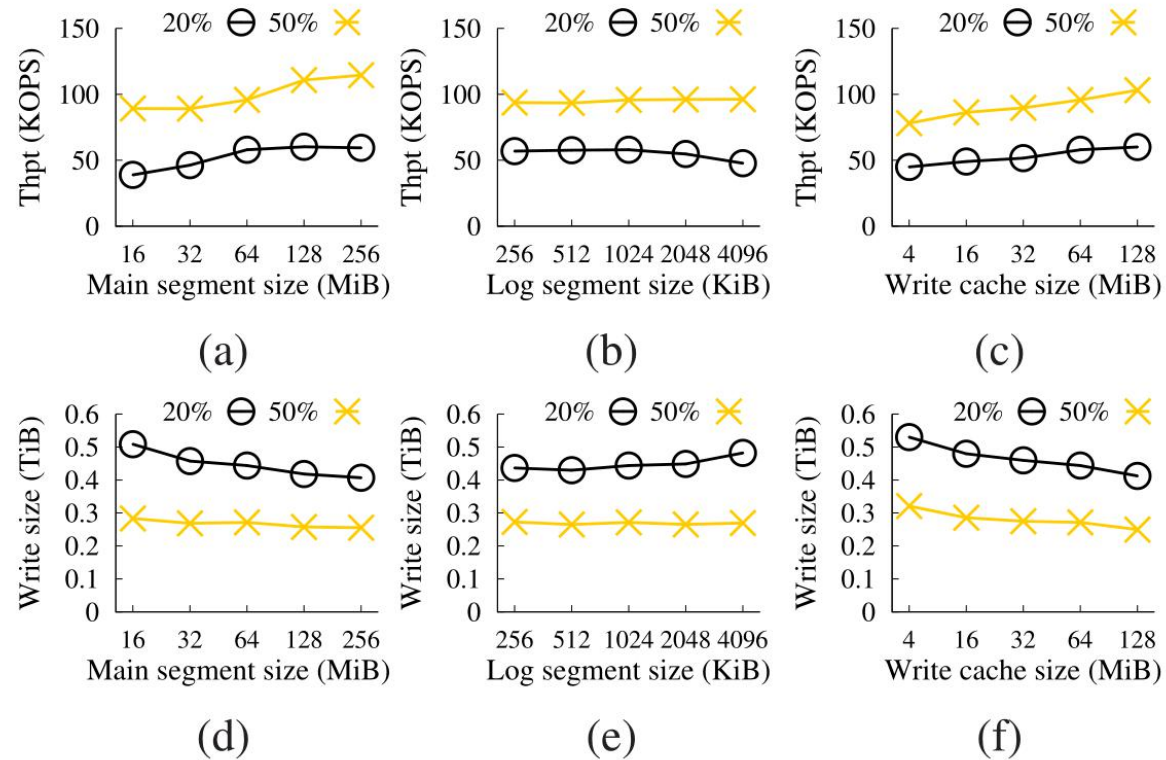 20% 50%
Thpt (KOPS)
150
100
50
0
16 32 64 128 256
Main segment size (MiB)
(a)
20% 50%
Thpt (KOPS)
150
100
50
0
256 512 1024 2048 4096
Log segment size (KiB)
(b)
20% 50%
Thpt (KOPS)
150
100
50
0
4 16 32 64 128
Write cache size (MiB)
(c)
20% 50%
Write size (TiB)
0.6
0.5
0.4
0.3
0.2
0.1
0
16 32 64 128 256
Main segment size (MiB)
(d)
20% 50%
Write size (TiB)
0.6
0.5
0.4
0.3
0.2
0.1
0
256 512 1024 2048 4096
Log segment size (KiB)
(e)
20% 50%
Write size (TiB)
0.6
0.5
0.4
0.3
0.2
0.1
0
4 16 32 64 128
Write cache size (MiB)
(f)